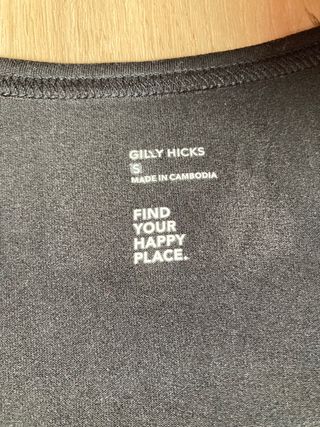 GILLY HICKS
S
MADE IN CAMBODIA
FIND
YOUR
HAPPY
PLACE.